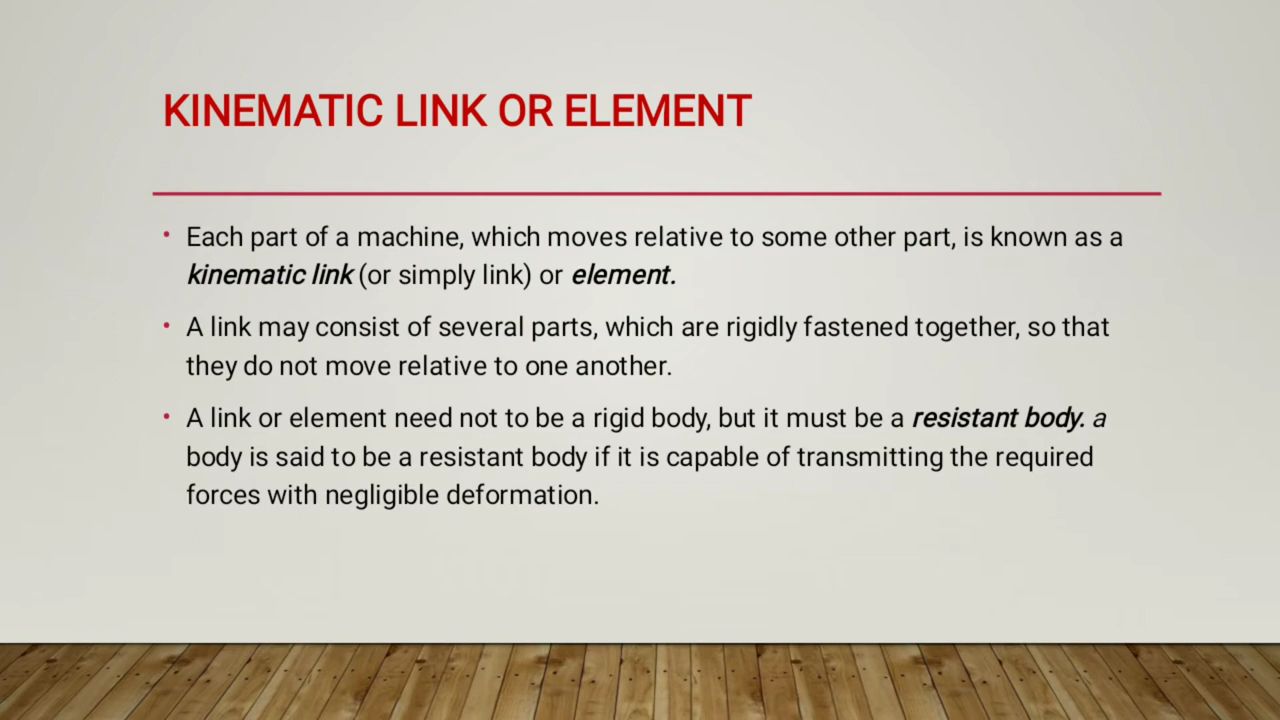 KINEMATIC LINK OR ELEMENT
• Each part of a machine, which moves relative to some other part, is known as a
kinematic link (or simply link) or element.
• A link may consist of several parts, which are rigidly fastened together, so that
they do not move relative to one another.
• A link or element need not to be a rigid body, but it must be a resistant body. a
body is said to be a resistant body if it is capable of transmitting the required
forces with negligible deformation.